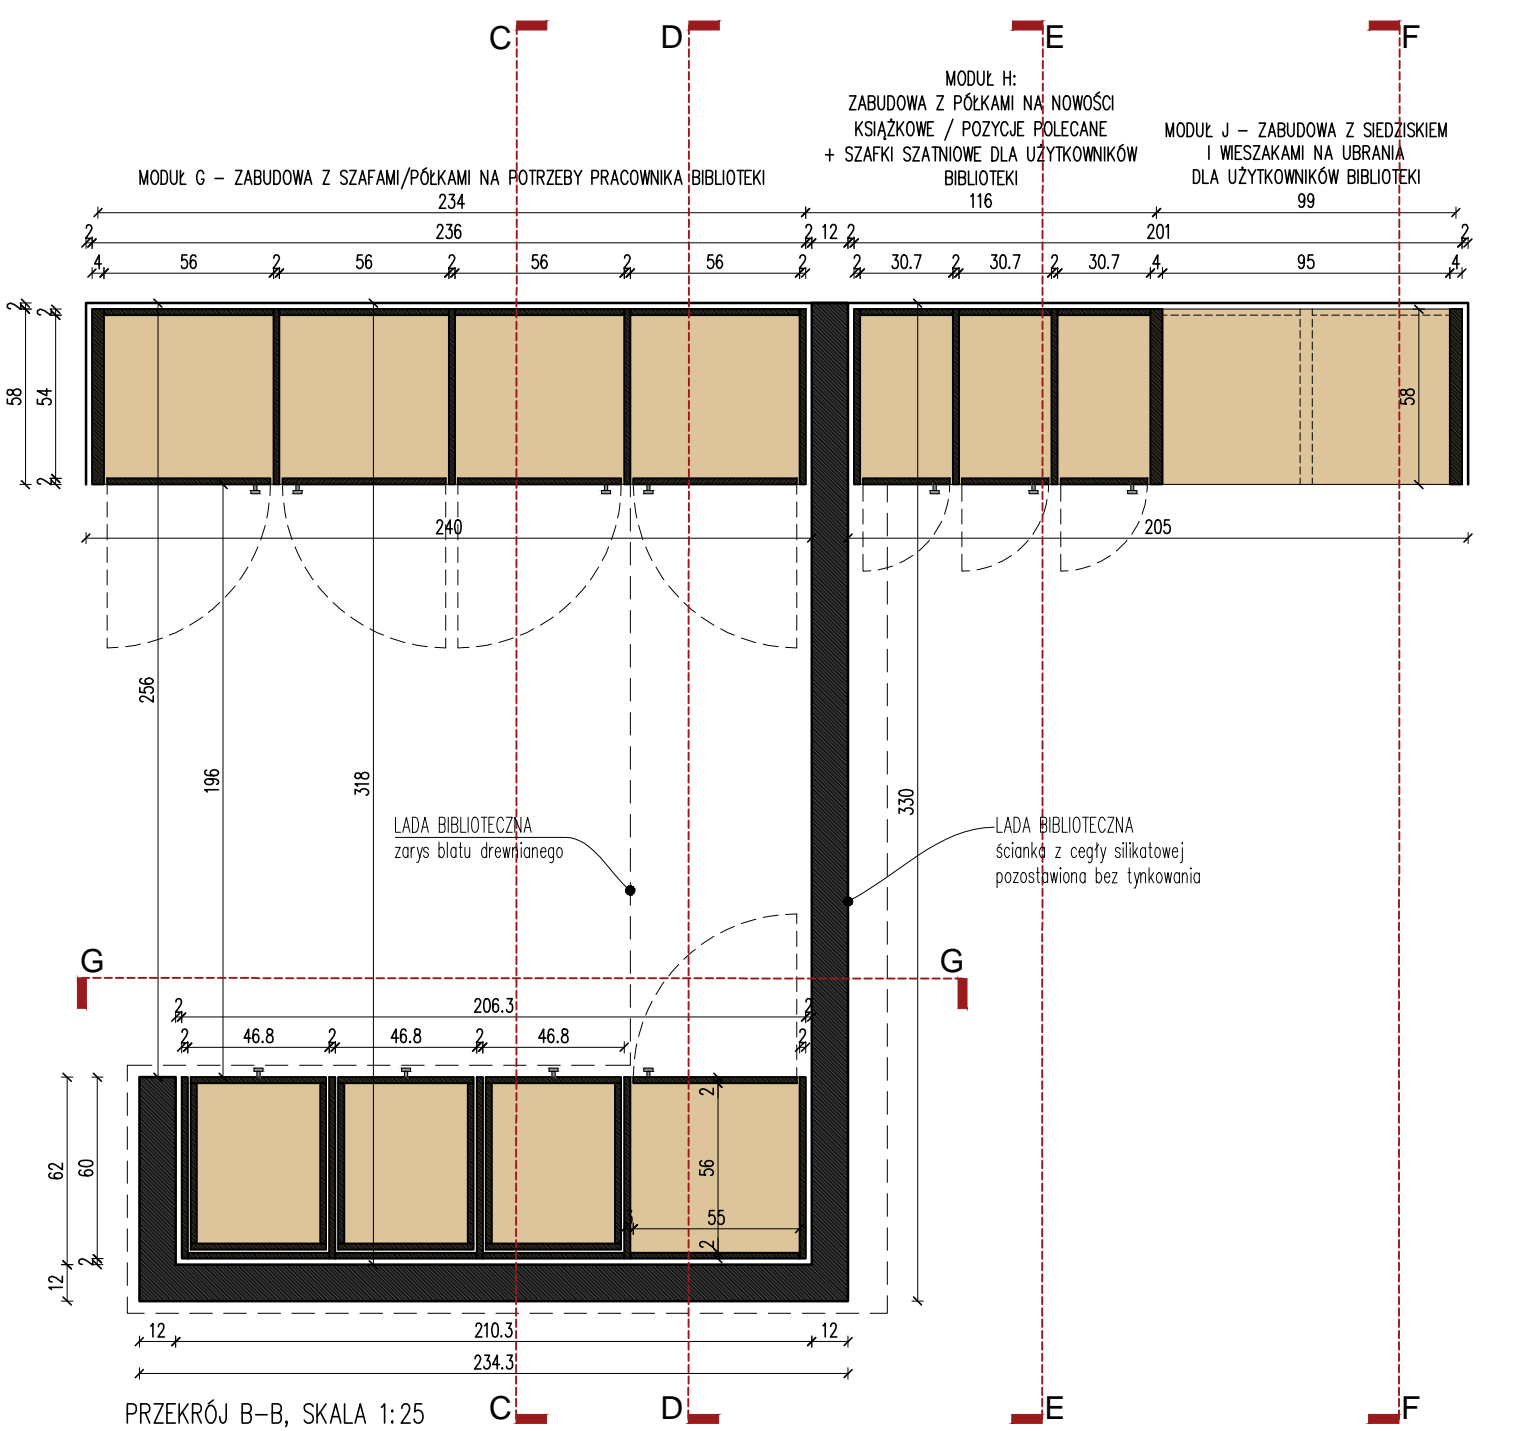 C
D
E
F
MODUŁ H:
ZABUDOWA Z PÓŁKAMI NA NOWOŚCI
KSIĄŻKOWE / POZYCJE POLECANE
+ SZAFKI SZATNIOWE DLA UŻYTKOWNIKÓW
BIBLIOTEKI
MODUŁ J – ZABUDOWA Z SIEDZISKIEM
I WIESZAKAMI NA UBRANIA
DLA UŻYTKOWNIKÓW BIBLIOTEKI
MODUŁ G – ZABUDOWA Z SZAFAMI/PÓŁKAMI NA POTRZEBY PRACOWNIKA BIBLIOTEKI
234 116 99
2 236 2 12 2 201 2
4 56 2 56 2 56 2 56 2 2 30.7 2 30.7 2 30.7 4 95 4
2 2
58 54 58
2
240 205
256
196
318
330
LADA BIBLIOTECZNA
zarys blatu drewnianego
LADA BIBLIOTECZNA
ścianka z cegły silikatowej
pozostawiona bez tynkowania
G G
2 206.3 2
2 46.8 2 46.8 2 46.8 2
2
62 60 56
3 55
2
2
12
12 210.3 12
234.3
PRZEKRÓJ B–B, SKALA 1:25
C
D
E
F